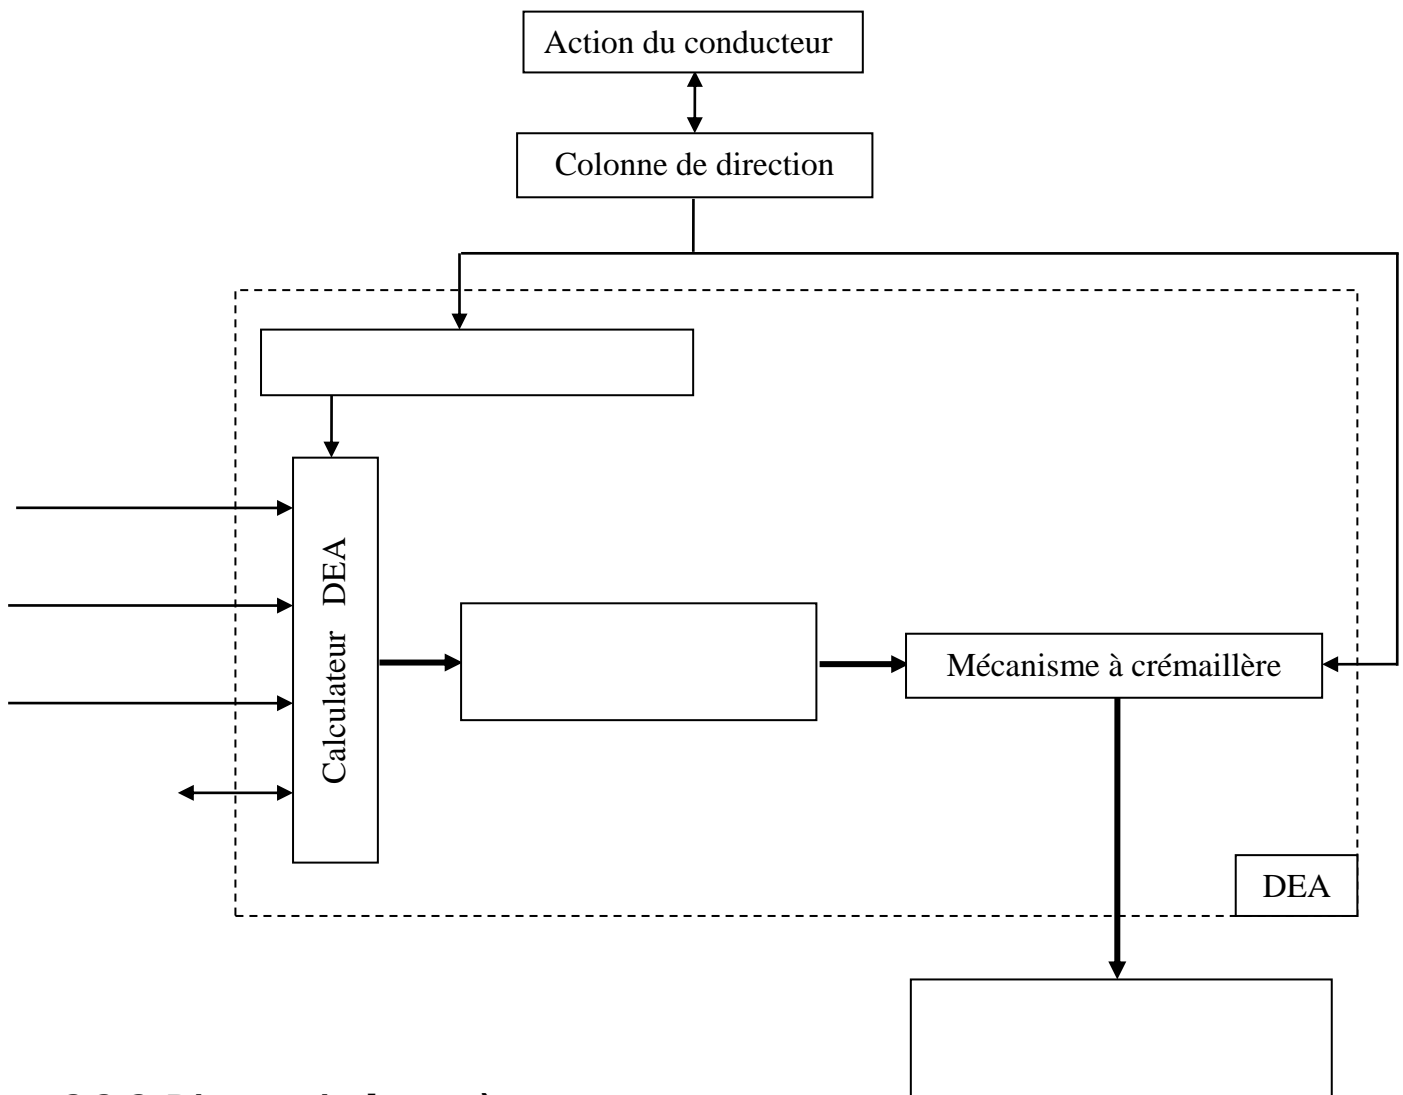 Action du conducteur
Colonne de direction
Calculateur DEA
Mécanisme à crémaillère
DEA